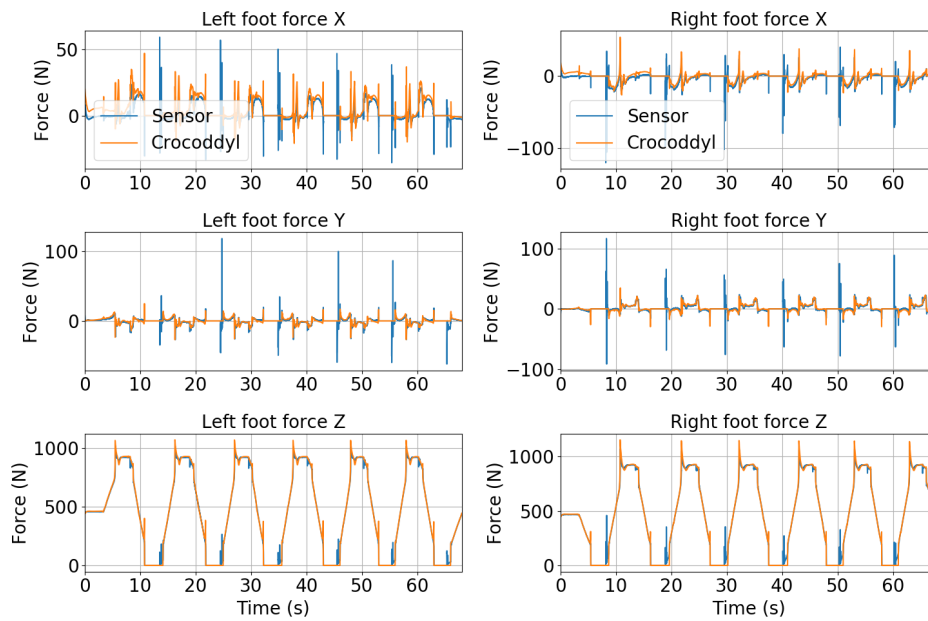 Left foot force X
Force (N)
50
0
Sensor
Crocoddyl
0 10 20 30 40 50 60
Right foot force X
Force (N)
0
−100
Sensor
Crocoddyl
0 10 20 30 40 50 60
Left foot force Y
Force (N)
100
0
0 10 20 30 40 50 60
Right foot force Y
Force (N)
100
0
−100
0 10 20 30 40 50 60
Left foot force Z
Force (N)
1000
500
0
0 10 20 30 40 50 60
Time (s)
Right foot force Z
Force (N)
1000
500
0
0 10 20 30 40 50 60
Time (s)